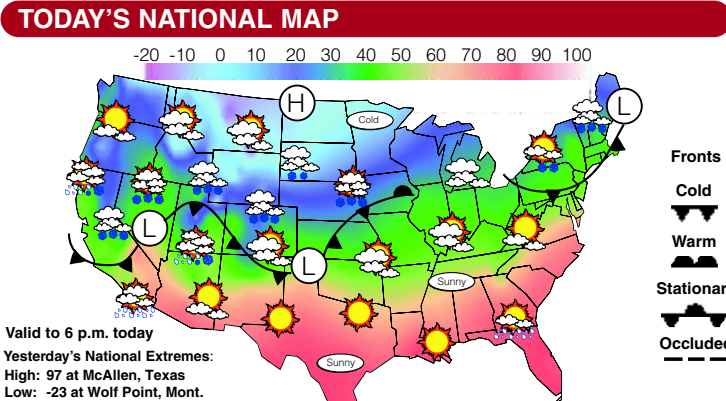 TODAY'S NATIONAL MAP
-20 -10 0 10 20 30 40 50 60 70 80 90 100
H
Cold
L
Fronts
Cold
Warm
L
L
Sunny
Stationar
Occlude
Sunny
Valid to 6 p.m. today
Yesterday's National Extremes:
High: 97 at McAllen, Texas
Low: -23 at Wolf Point, Mont.